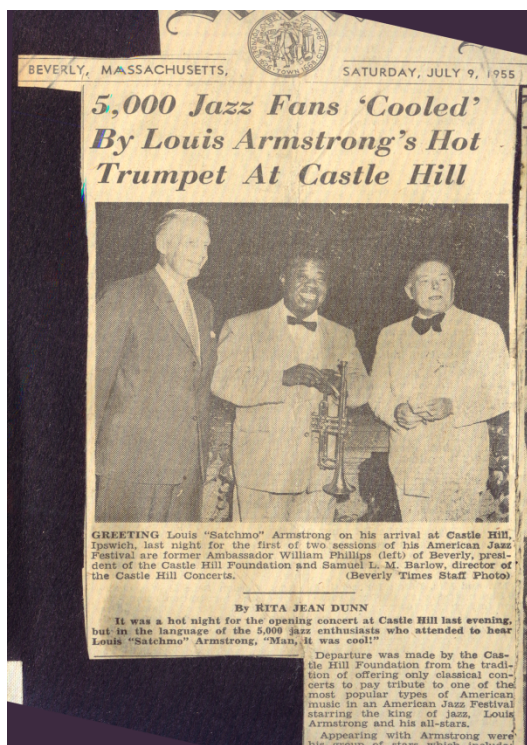 BEVERLY, MASSACHUSETTS, SATURDAY, JULY 9, 1955
5,000 Jazz Fans ‘Cooled’
By Louis Armstrong’s Hot
Trumpet At Castle Hill
GREETING Louis “Satchmo” Armstrong on his arrival at Castle Hill,
Ipswich, last night for the first of two sessions of his American Jazz
Festival are former Ambassador William Phillips (left) of Beverly, presi-
dent of the Castle Hill Foundation and Samuel L. M. Barlow, director of
the Castle Hill Concerts. (Beverly Times Staff Photo)
By RITA JEAN DUNN
It was a hot night for the opening concert at Castle Hill last evening,
but in the language of the 5,000 jazz enthusiasts who attended to hear
Louis “Satchmo” Armstrong, “Man, it was cool!”
Departure was made by the Cas-
tle Hill Foundation from the tradi-
tion of offering only classical con-
certs to pay tribute to one of the
most popular types of American
music in an American Jazz Festival
starring the king of jazz, Louis
Armstrong and his all-stars.
Appearing with Armstrong were
his group of stars which include